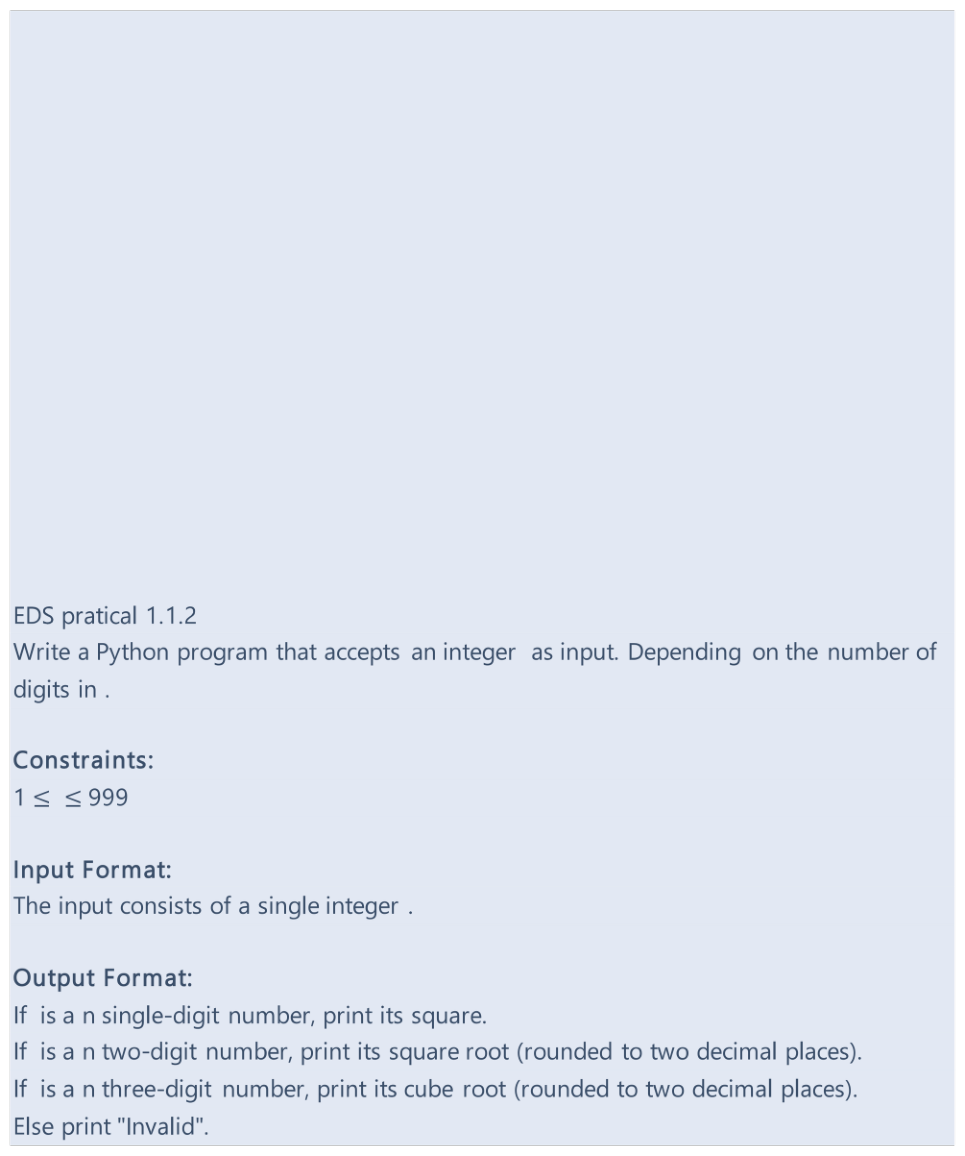 EDS pratical 1.1.2
Write a Python program that accepts an integer as input. Depending on the number of
digits in .
Constraints:
1 ≤ ≤ 999
Input Format:
The input consists of a single integer .
Output Format:
If is a n single-digit number, print its square.
If is a n two-digit number, print its square root (rounded to two decimal places).
If is a n three-digit number, print its cube root (rounded to two decimal places).
Else print "Invalid".